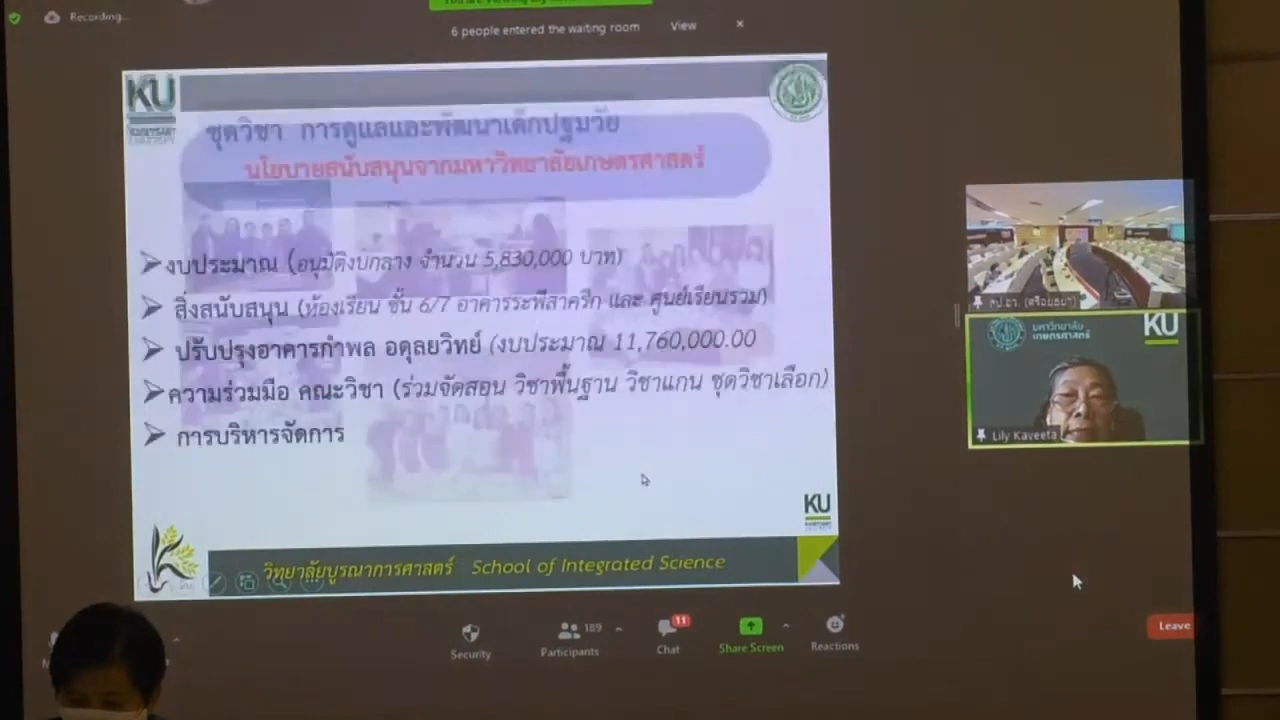 Recording...
6 people entered the waiting room View
KU
ชุดวิชา การดูแลและพัฒนาเด็กปฐมวัย
นโยบายสนับสนุนจากมหาวิทยาลัยเกษตรศาสตร์
งบประมาณ (อนุมัติงบกลาง จำนวน 5,830,000 บาท)
สิ่งสนับสนุน (ห้องเรียน ชั้น 6/7 อาคารระพีสาคริก และ ศูนย์เรียนรวม)
ปรับปรุงอาคารกำพล อดุลยวิทย์ (งบประมาณ 11,760,000.00
ความร่วมมือ คณะวิชา (ร่วมจัดสอน วิชาพื้นฐาน วิชาแกน ชุดวิชาเลือก)
การบริหารจัดการ
KU
วิทยาลัยบูรณาการศาสตร์ School of Integrated Science
มหาวิทยาลัย
เกษตรศาสตร์
KU
Lily Kaveeta
Security
Participants 189
Chat 11
Share Screen
Reactions
Leave